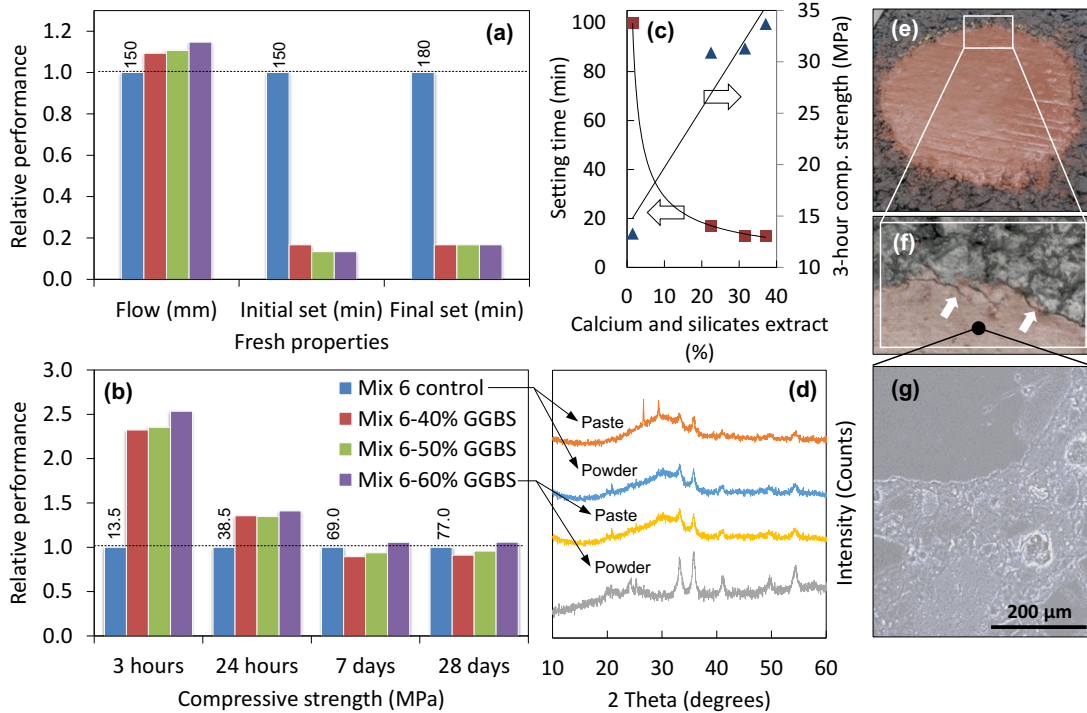 (a)
Relative performance
1.2
1.0
0.8
0.6
0.4
0.2
0.0
150
150
180
Flow (mm)
Initial set (min)
Final set (min)
Fresh properties
(b)
Relative performance
3.0
2.5
2.0
1.5
1.0
0.5
0.0
13.5
38.5
69.0
77.0
3 hours
24 hours
7 days
28 days
Compressive strength (MPa)
Mix 6 control
Mix 6-40% GGBS
Mix 6-50% GGBS
Mix 6-60% GGBS
(c)
Setting time (min)
100
80
60
40
20
0
35
30
25
20
15
10
3-hour comp. strength (MPa)
0
10
20
30
40
Calcium and silicates extract
(%)
(d)
Paste
Powder
Paste
Powder
Intensity (Counts)
10
20
30
40
50
60
2 Theta (degrees)
(e)
(f)
(g)
200 µm